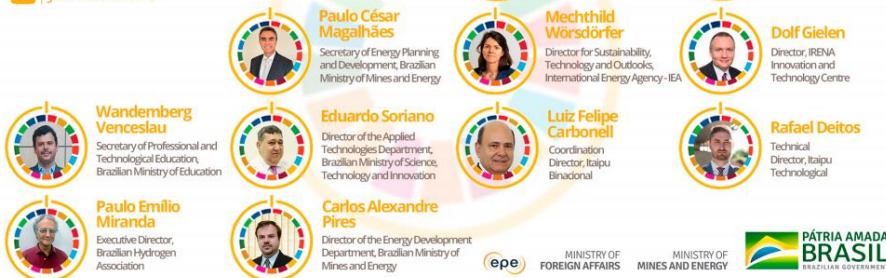 Paulo César
Magalhães
Secretary of Energy Planning
and Development, Brazilian
Ministry of Mines and Energy
Mechthild
Wörsdörfer
Director for Sustainability,
Technology and Outlooks,
International Energy Agency - IEA
Dolf Gielen
Director, IRENA
Innovation and
Technology Centre
Wandemberg
Venceslau
Secretary of Professional and
Technological Education,
Brazilian Ministry of Education
Eduardo Soriano
Director of the Applied
Technologies Department,
Brazilian Ministry of Science,
Technology and Innovation
Luiz Felipe
Carbonell
Coordination
Director, Itaipu
Binacional
Rafael Deitos
Technical
Director, Itaipu
Technological
Paulo Emílio
Miranda
Executive Director,
Brazilian Hydrogen
Association
Carlos Alexandre
Pires
Director of the Energy Development
Department, Brazilian Ministry of
Mines and Energy
epe
MINISTRY OF
FOREIGN AFFAIRS
MINISTRY OF
MINES AND ENERGY
PÁTRIA AMADA
BRASIL
BRAZILIAN GOVERNMENT